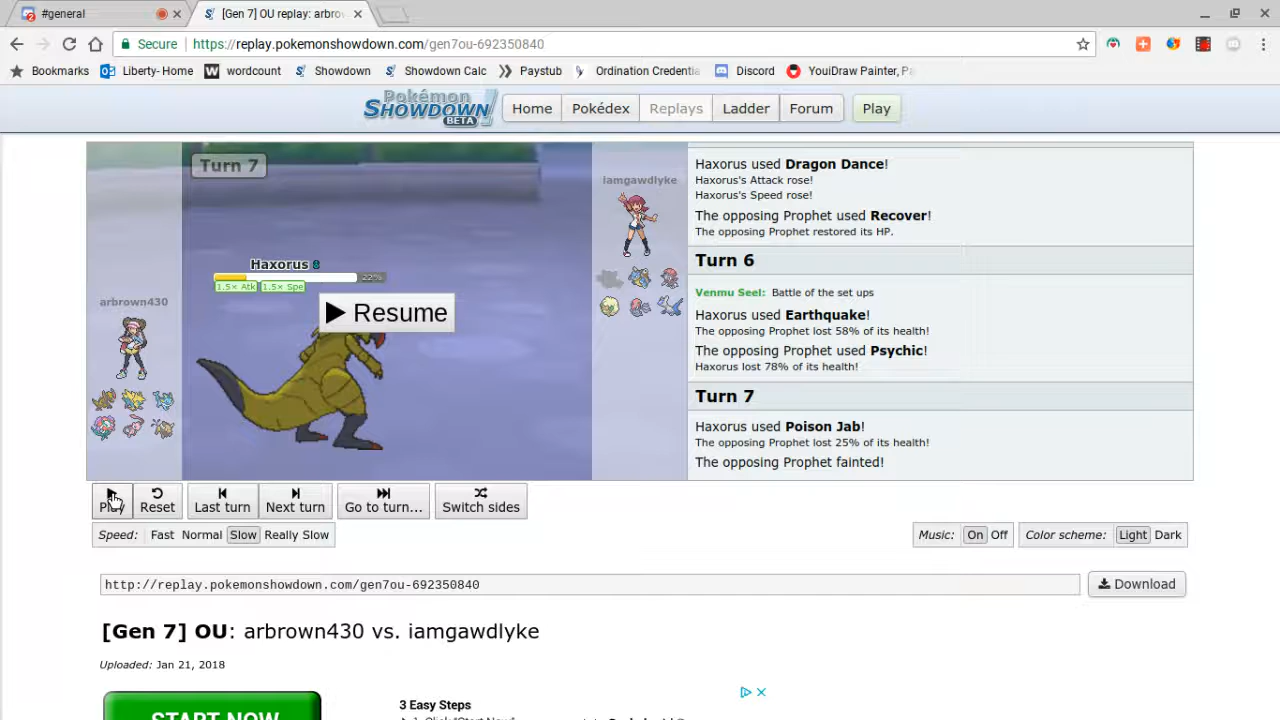 #general
[Gen 7] OU replay: arbro
Secure
https://replay.pokemonshowdown.com/gen7ou-692350840
Bookmarks
Liberty- Home
wordcount
Showdown
Showdown Calc
Paystub
Ordination Credentia
Discord
YouiDraw Painter, Pa
Pokémon
SHOWDOWN!
BETA
Home
Pokédex
Replays
Ladder
Forum
Play
Turn 7
Haxorus
22%
1.5× Atk
1.5× Spe
Resume
arbrown430
iamgawdlyke
Haxorus used Dragon Dance!
Haxorus's Attack rose!
Haxorus's Speed rose!
The opposing Prophet used Recover!
The opposing Prophet restored its HP.
Turn 6
Venmu Seel: Battle of the set ups
Haxorus used Earthquake!
The opposing Prophet lost 58% of its health!
The opposing Prophet used Psychic!
Haxorus lost 78% of its health!
Turn 7
Haxorus used Poison Jab!
The opposing Prophet lost 25% of its health!
The opposing Prophet fainted!
Play
Reset
Last turn
Next turn
Go to turn...
Switch sides
Speed:
Fast
Normal
Slow
Really Slow
Music:
On
Off
Color scheme:
Light
Dark
http://replay.pokemonshowdown.com/gen7ou-692350840
Download
[Gen 7] OU: arbrown430 vs. iamgawdlyke
Uploaded: Jan 21, 2018
START NOW
3 Easy Steps